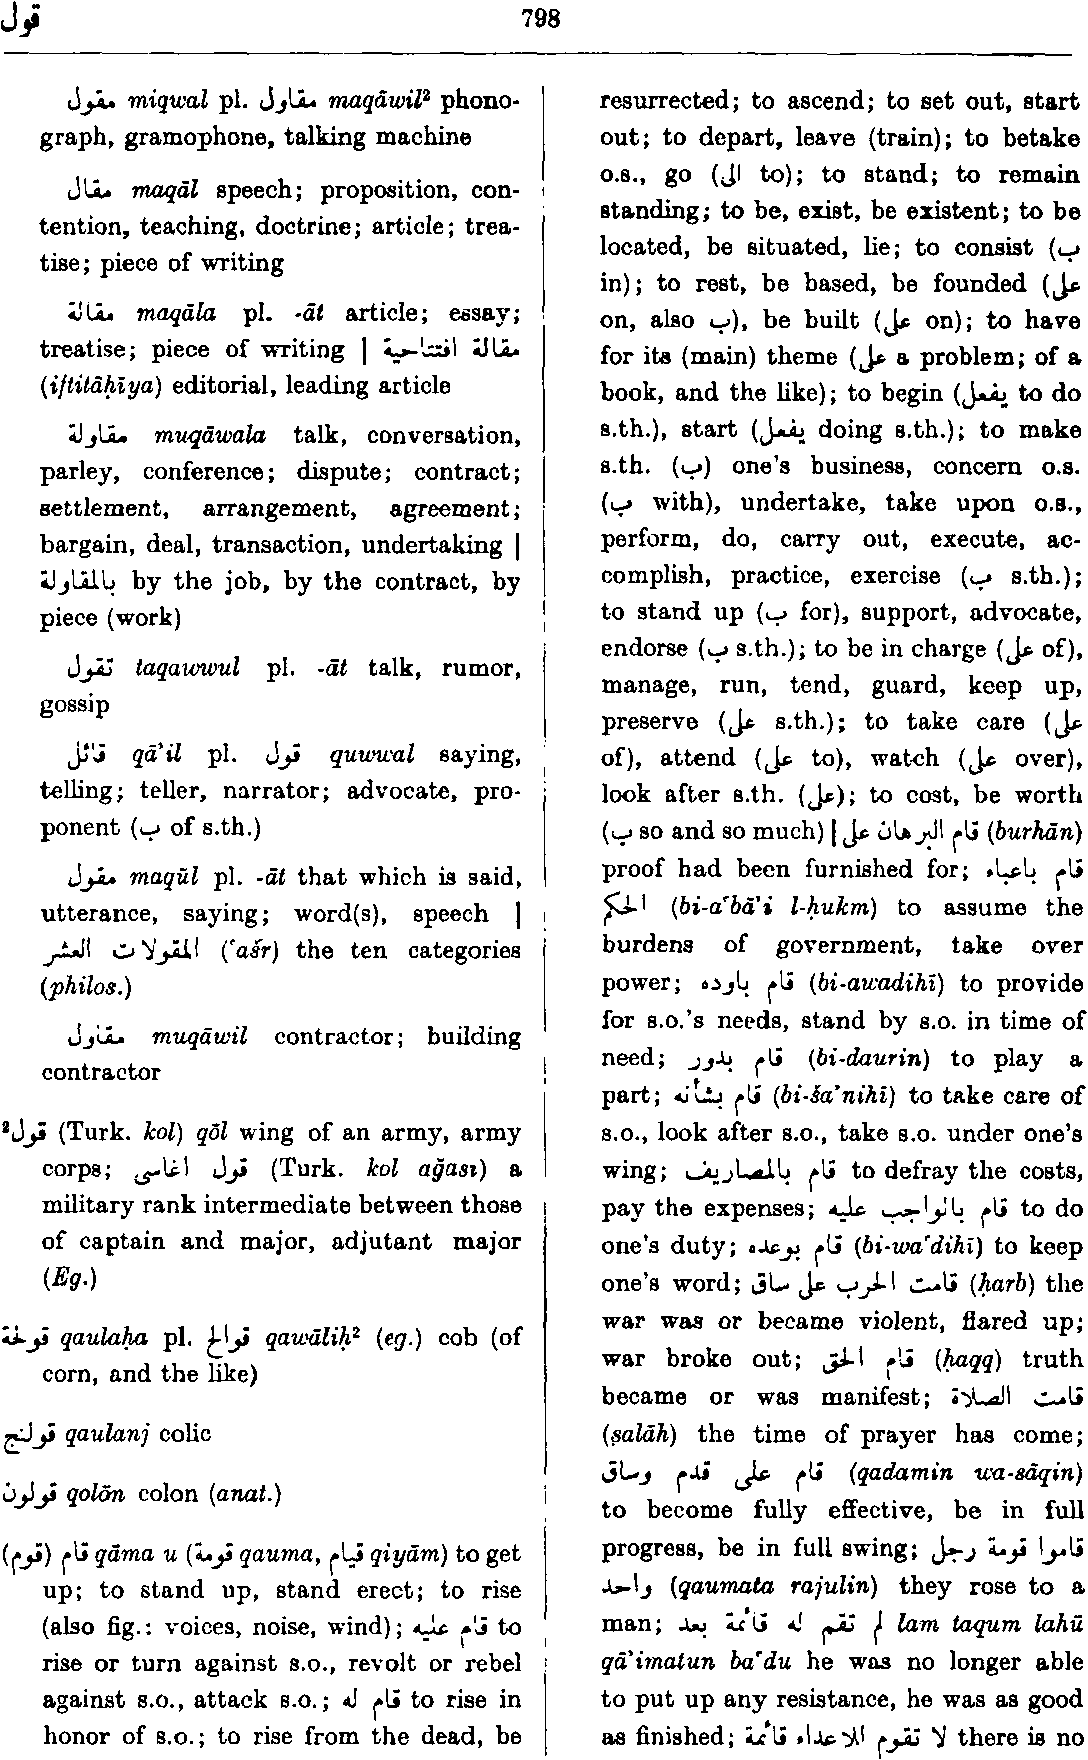 قول
798
مقول miqwal pl. مقاول maqāwil² phono-
graph, gramophone, talking machine
مقال maqāl speech; proposition, con-
tention, teaching, doctrine; article; trea-
tise; piece of writing
مقالة maqāla pl. -āt article; essay;
treatise; piece of writing | مقالة افتتاحية
(iftitāḥīya) editorial, leading article
مقاولة muqāwala talk, conversation,
parley, conference; dispute; contract;
settlement, arrangement, agreement;
bargain, deal, transaction, undertaking |
بالمقاولة by the job, by the contract, by
piece (work)
تقول taqawwul pl. -āt talk, rumor,
gossip
قائل qā'il pl. قول quwwal saying,
telling; teller, narrator; advocate, pro-
ponent (ب of s.th.)
مقول maqūl pl. -āt that which is said,
utterance, saying; word(s), speech |
المقولات العشر (‘ašr) the ten categories
(philos.)
مقاول muqāwil contractor; building
contractor
²قول (Turk. kol) qōl wing of an army, army
corps; قول اغاسى (Turk. kol ağası) a
military rank intermediate between those
of captain and major, adjutant major
(Eg.)
قولحة qaulaḥa pl. قوالح qawāliḥ² (eg.) cob (of
corn, and the like)
قولنج qaulanj colic
قولون qolōn colon (anat.)
(قوم) قام qāma u (قومة qauma, قيام qiyām) to get
up; to stand up, stand erect; to rise
(also fig.: voices, noise, wind); قام عليه to
rise or turn against s.o., revolt or rebel
against s.o., attack s.o.; قام له to rise in
honor of s.o.; to rise from the dead, be
resurrected; to ascend; to set out, start
out; to depart, leave (train); to betake
o.s., go (الى to); to stand; to remain
standing; to be, exist, be existent; to be
located, be situated, lie; to consist (ب
in); to rest, be based, be founded (على
on, also ب), be built (على on); to have
for its (main) theme (على a problem; of a
book, and the like); to begin (يفعل to do
s.th.), start (يفعل doing s.th.); to make
s.th. (ب) one's business, concern o.s.
(ب with), undertake, take upon o.s.,
perform, do, carry out, execute, ac-
complish, practice, exercise (ب s.th.);
to stand up (ب for), support, advocate,
endorse (ب s.th.); to be in charge (على of),
manage, run, tend, guard, keep up,
preserve (على s.th.); to take care (على
of), attend (على to), watch (على over),
look after s.th. (على); to cost, be worth
(ب so and so much) | قام البرهان على (burhān)
proof had been furnished for; قام باعباء
الحكم (bi-a‘bā'i l-ḥukm) to assume the
burdens of government, take over
power; قام باوده (bi-awadihī) to provide
for s.o.'s needs, stand by s.o. in time of
need; قام بدور (bi-daurin) to play a
part; قام بشأنه (bi-ša'nihī) to take care of
s.o., look after s.o., take s.o. under one's
wing; قام بالمصاريف to defray the costs,
pay the expenses; قام بالواجب عليه to do
one's duty; قام بوعده (bi-wa‘dihī) to keep
one's word; قامت الحرب على ساق (ḥarb) the
war was or became violent, flared up;
war broke out; قام الحق (ḥaqq) truth
became or was manifest; قامت الصلاة
(ṣalāh) the time of prayer has come;
قام على قدم وساق (qadamin wa-sāqin)
to become fully effective, be in full
progress, be in full swing; قاموا قومة رجل
واحد (qaumata rajulin) they rose to a
man; لم تقم له قائمة بعد lam taqum lahū
qā'imatun ba‘du he was no longer able
to put up any resistance, he was as good
as finished; لا تقوم الاعداء قائمة there is no